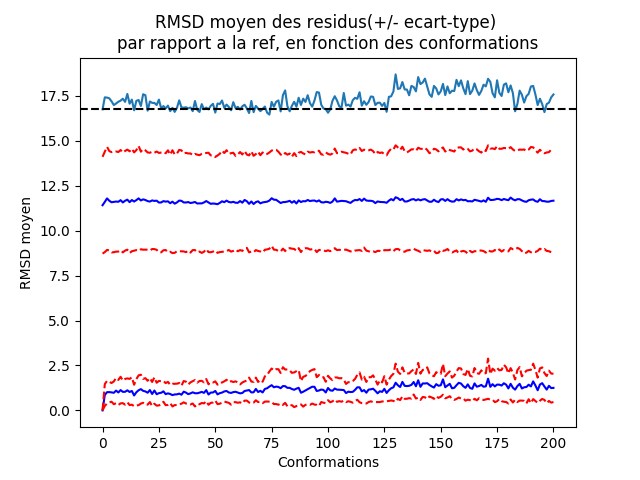 RMSD moyen des residus(+/- ecart-type)
par rapport a la ref, en fonction des conformations
17.5
15.0
12.5
10.0
7.5
5.0
2.5
0.0
RMSD moyen
0 25 50 75 100 125 150 175 200
Conformations